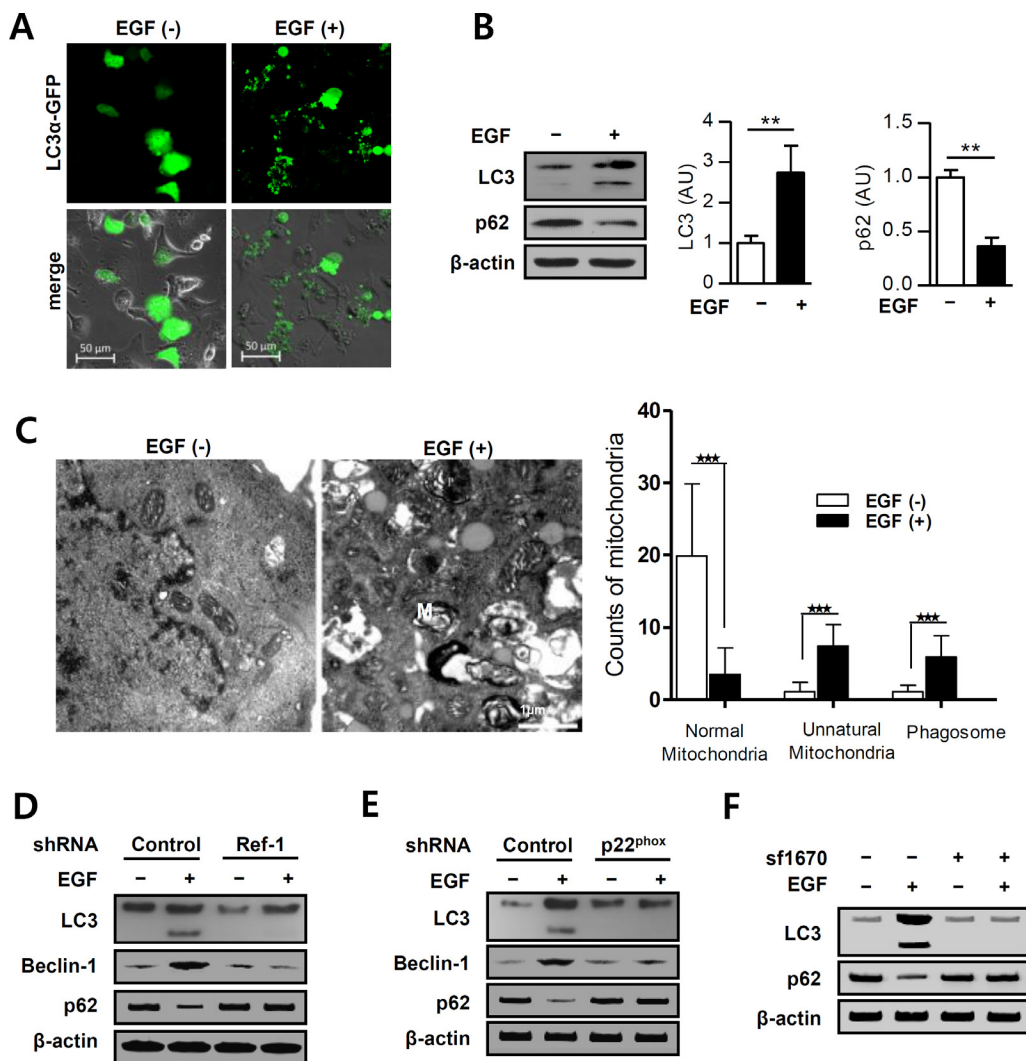 A
EGF (-)
EGF (+)
LC3α-GFP
merge
50 μm
50 μm
B
EGF
− +
LC3
p62
β-actin
LC3 (AU)
4
3
2
1
0
**
EGF − +
p62 (AU)
1.5
1.0
0.5
0.0
**
EGF − +
C
EGF (-)
EGF (+)
M
1μm
Counts of mitochondria
40
30
20
10
0
★★★
★★★
★★★
EGF (-)
EGF (+)
Normal
Mitochondria
Unnatural
Mitochondria
Phagosome
D
shRNA Control Ref-1
EGF − + − +
LC3
Beclin-1
p62
β-actin
E
shRNA Control p22phox
EGF − + − +
LC3
Beclin-1
p62
β-actin
F
sf1670 − − + +
EGF − + − +
LC3
p62
β-actin